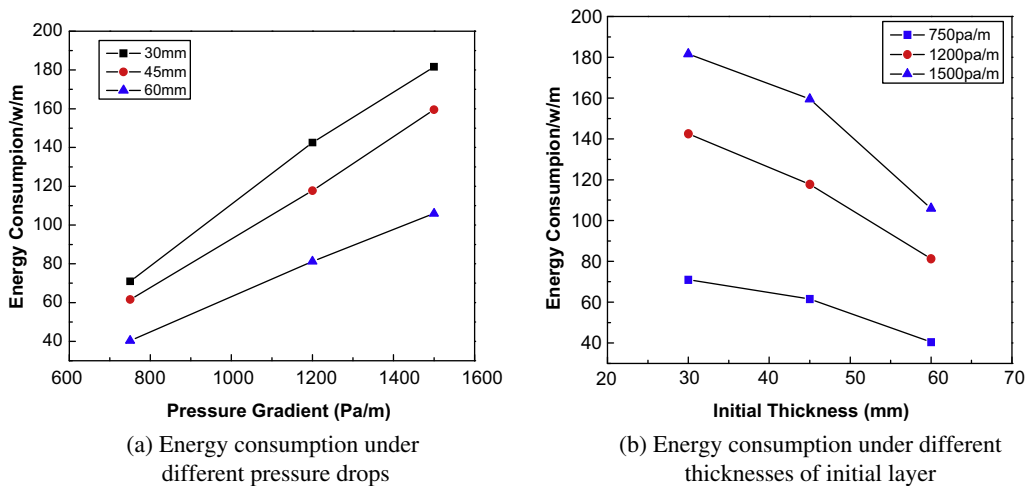 200
180
160
140
120
100
80
60
40
600 800 1000 1200 1400 1600
Energy Consumpion/w/m
Pressure Gradient (Pa/m)
30mm
45mm
60mm
(a) Energy consumption under
different pressure drops
200
180
160
140
120
100
80
60
40
20 30 40 50 60 70
Energy Consumpion/w/m
Initial Thickness (mm)
750pa/m
1200pa/m
1500pa/m
(b) Energy consumption under different
thicknesses of initial layer